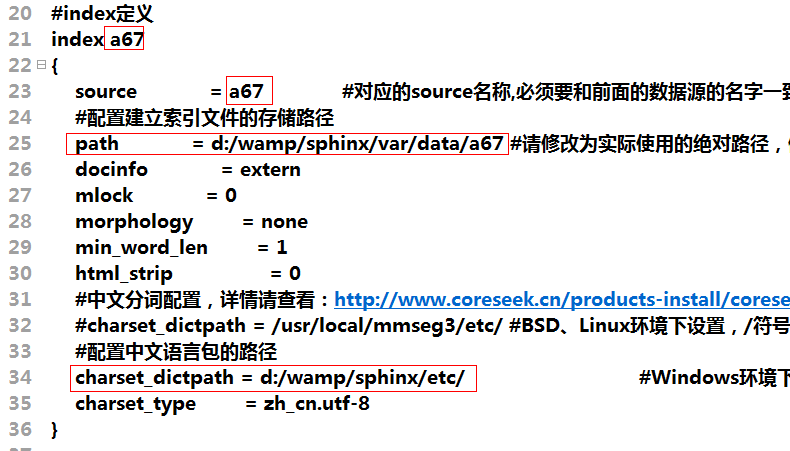 20 #index定义
21 index a67
22 {
23 source = a67 #对应的source名称,必须要和前面的数据源的名字一致
24 #配置建立索引文件的存储路径
25 path = d:/wamp/sphinx/var/data/a67 #请修改为实际使用的绝对路径，
26 docinfo = extern
27 mlock = 0
28 morphology = none
29 min_word_len = 1
30 html_strip = 0
31 #中文分词配置，详情请查看：http://www.coreseek.cn/products-install/corese
32 #charset_dictpath = /usr/local/mmseg3/etc/ #BSD、Linux环境下设置，/符号
33 #配置中文语言包的路径
34 charset_dictpath = d:/wamp/sphinx/etc/ #Windows环境下
35 charset_type = zh_cn.utf-8
36 }